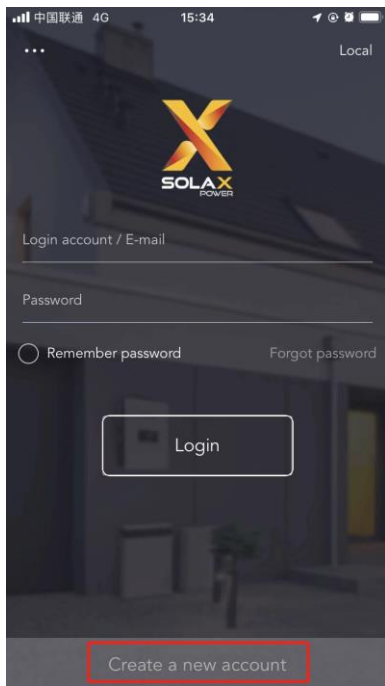 中国联通 4G 15:34
... Local
SOLAX
POWER
Login account / E-mail
Password
Remember password Forgot password
Login
Create a new account